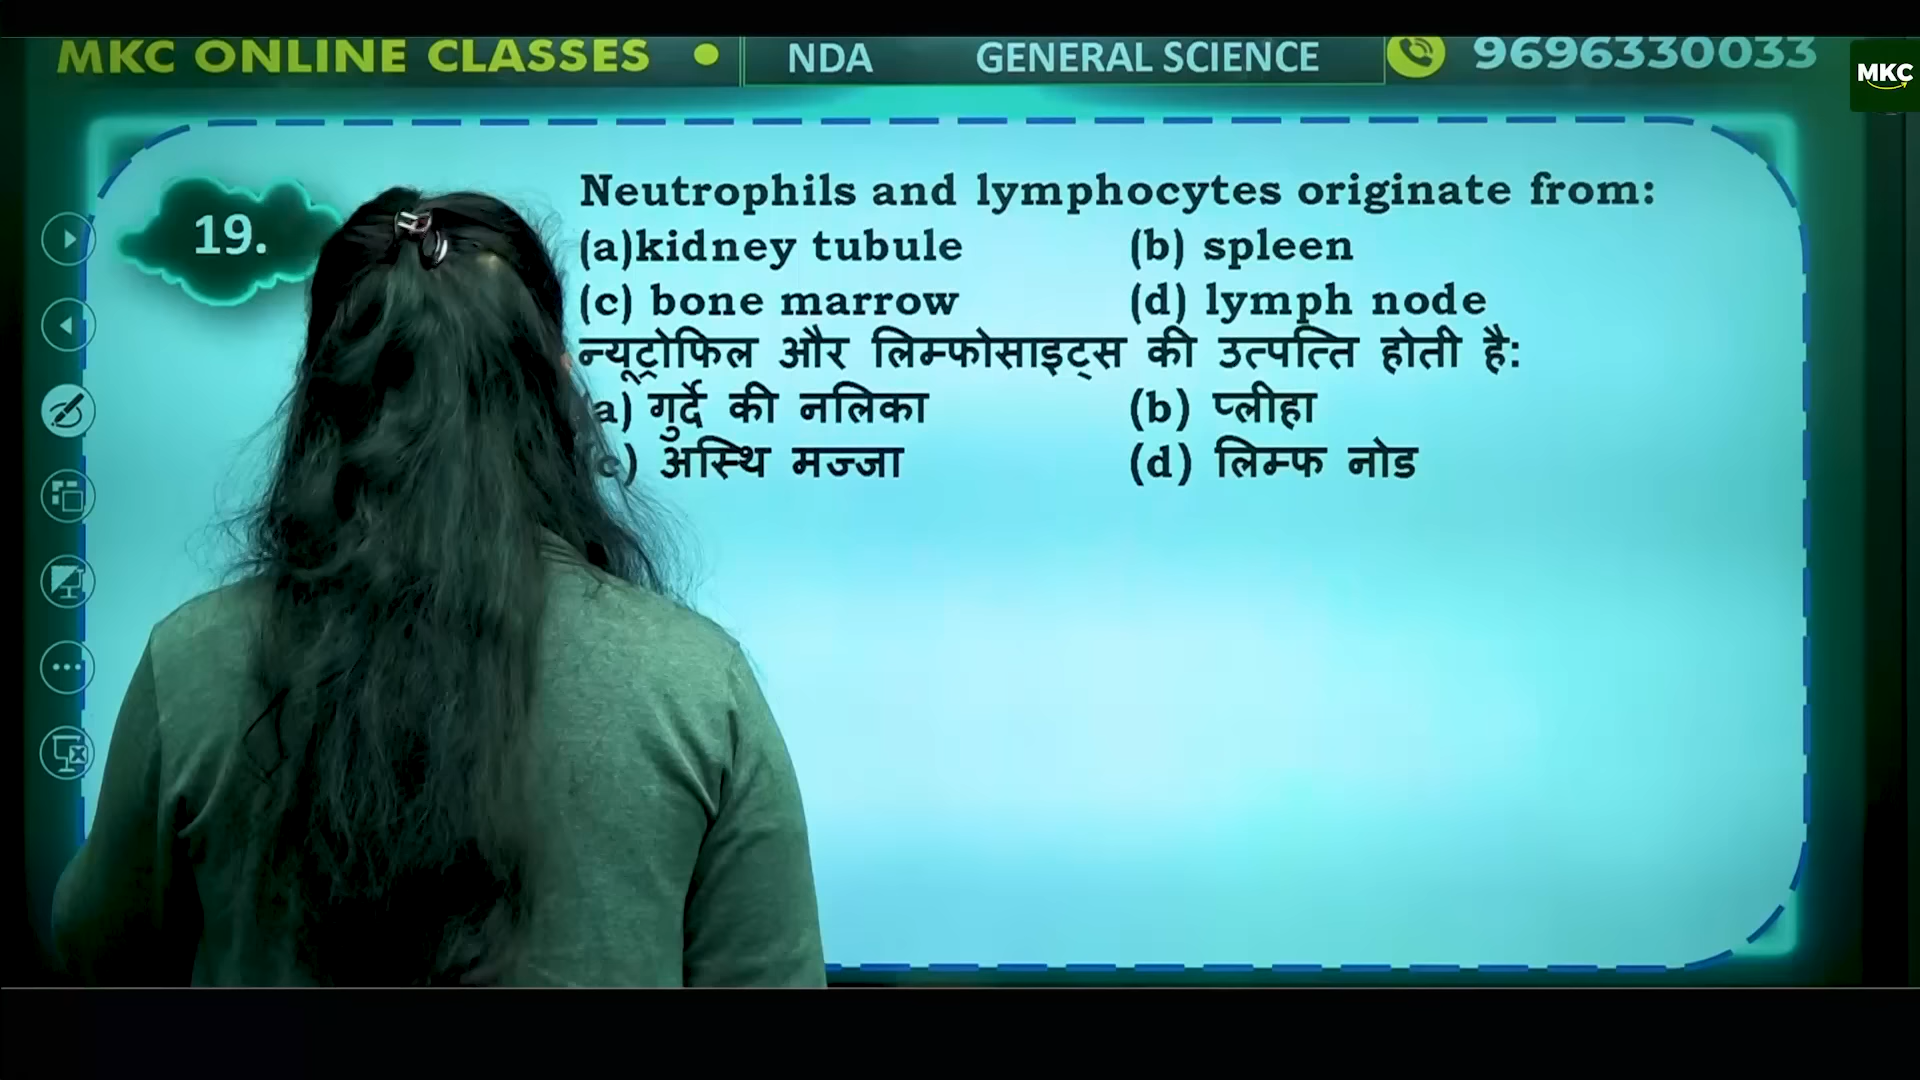 MKC ONLINE CLASSES • NDA GENERAL SCIENCE 9696330033
MKC
19.
Neutrophils and lymphocytes originate from:
(a)kidney tubule (b) spleen
(c) bone marrow (d) lymph node
न्यूट्रोफिल और लिम्फोसाइट्स की उत्पत्ति होती है:
a) गुर्दे की नलिका (b) प्लीहा
c) अस्थि मज्जा (d) लिम्फ नोड